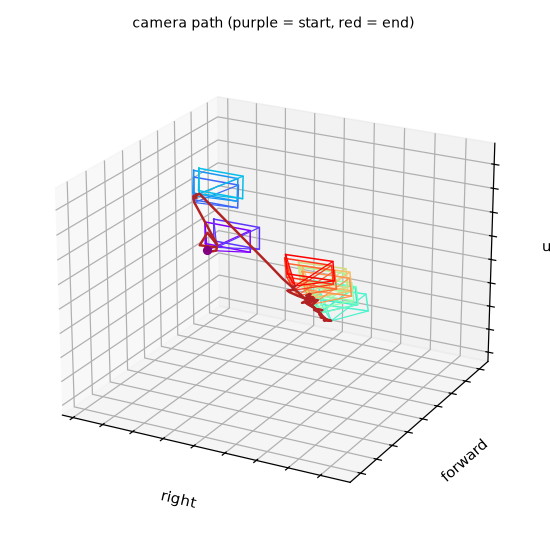 camera path (purple = start, red = end)
u
forward
right